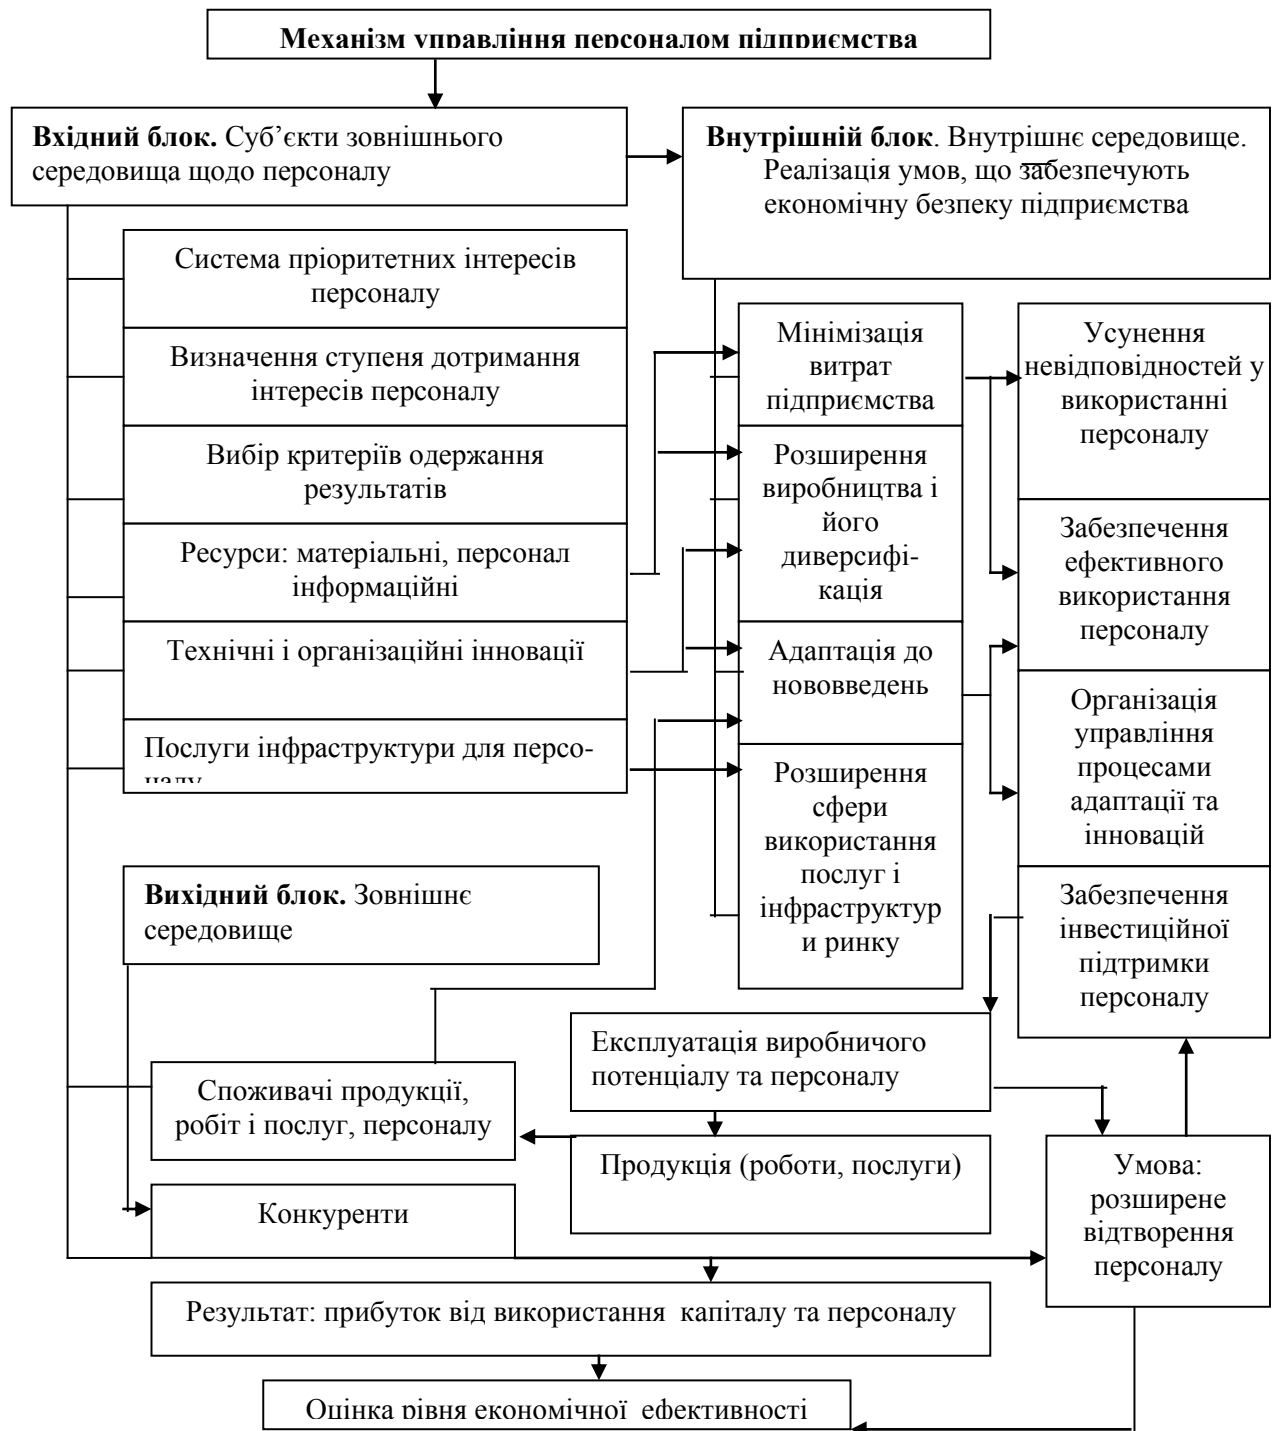 Механізм управління персоналом підприємства
Вхідний блок. Суб’єкти зовнішнього
середовища щодо персоналу
Внутрішній блок. Внутрішнє середовище.
Реалізація умов, що забезпечують
економічну безпеку підприємства
Система пріоритетних інтересів
персоналу
Визначення ступеня дотримання
інтересів персоналу
Вибір критеріїв одержання
результатів
Ресурси: матеріальні, персонал
інформаційні
Технічні і організаційні інновації
Послуги інфраструктури для персо-
налу
Мінімізація
витрат
підприємства
Розширення
виробництва і
його
диверсифі-
кація
Адаптація до
нововведень
Розширення
сфери
використання
послуг і
інфраструктур
и ринку
Усунення
невідповідностей у
використанні
персоналу
Забезпечення
ефективного
використання
персоналу
Організація
управління
процесами
адаптації та
інновацій
Забезпечення
інвестиційної
підтримки
персоналу
Вихідний блок. Зовнішнє
середовище
Експлуатація виробничого
потенціалу та персоналу
Споживачі продукції,
робіт і послуг, персоналу
Продукція (роботи, послуги)
Умова:
розширене
відтворення
персоналу
Конкуренти
Результат: прибуток від використання капіталу та персоналу
Оцінка рівня економічної ефективності